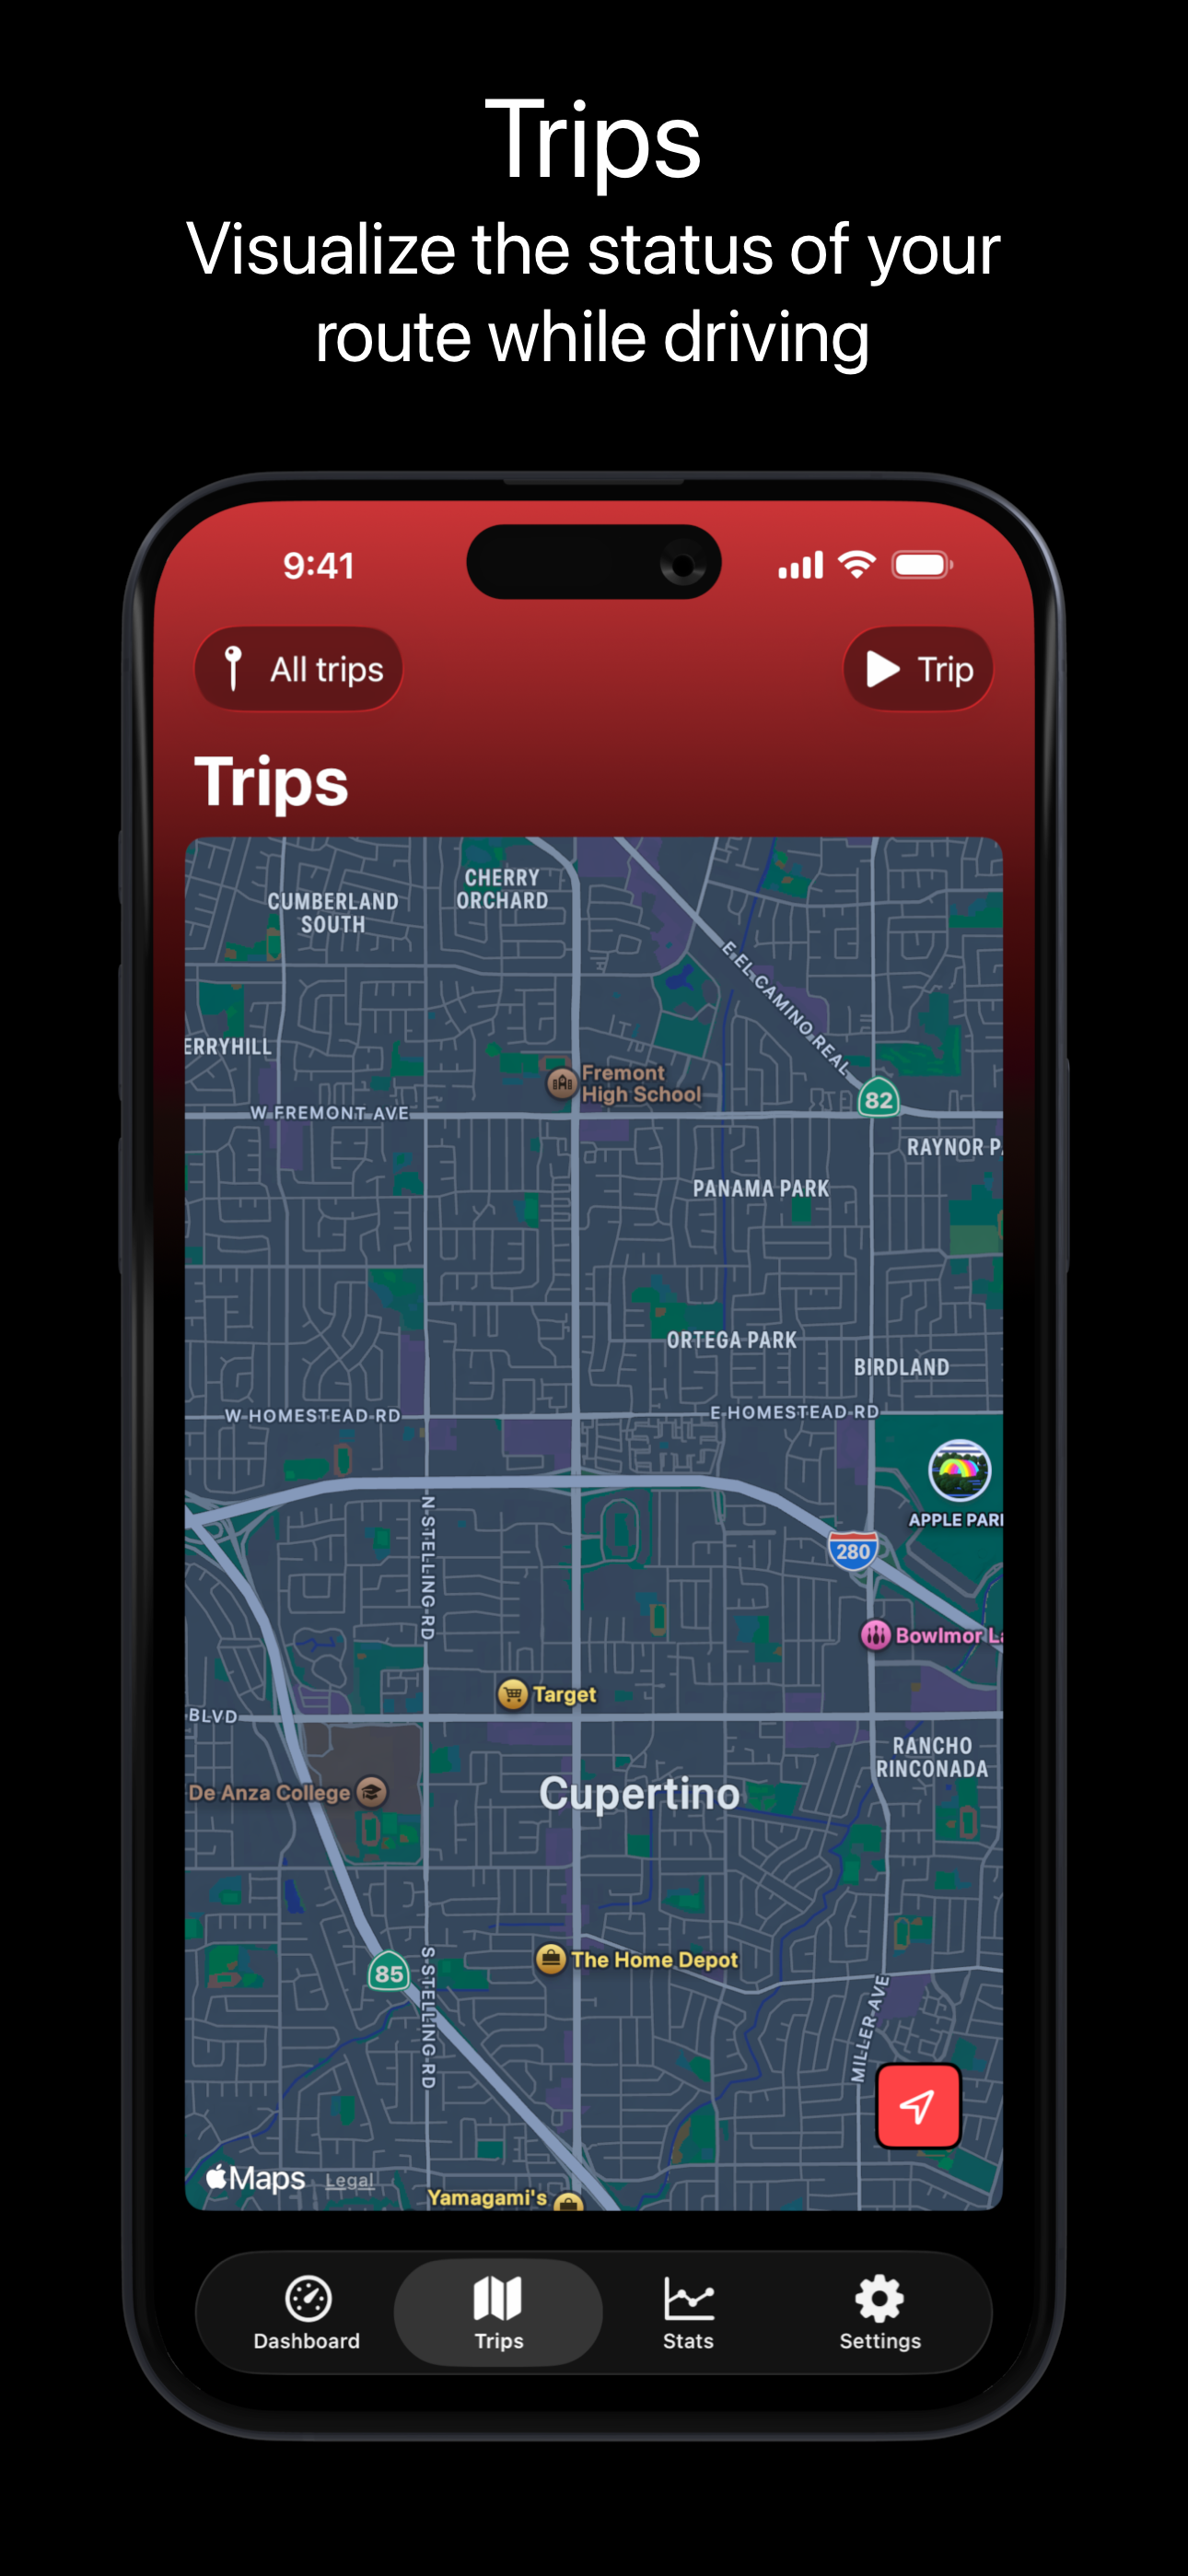 Trips
Visualize the status of your
route while driving
9:41
All trips
Trip
Trips
CHERRY
ORCHARD
CUMBERLAND
SOUTH
E EL CAMINO REAL
ERRYHILL
Fremont
High School
82
W FREMONT AVE
RAYNOR PA
PANAMA PARK
ORTEGA PARK
BIRDLAND
W HOMESTEAD RD
E HOMESTEAD RD
APPLE PARK
N STELLING RD
280
Bowlmor La
Target
BLVD
RANCHO
RINCONADA
De Anza College
Cupertino
The Home Depot
85
S STELLING RD
MILLER AVE
Maps
Legal
Yamagami's
Dashboard
Trips
Stats
Settings